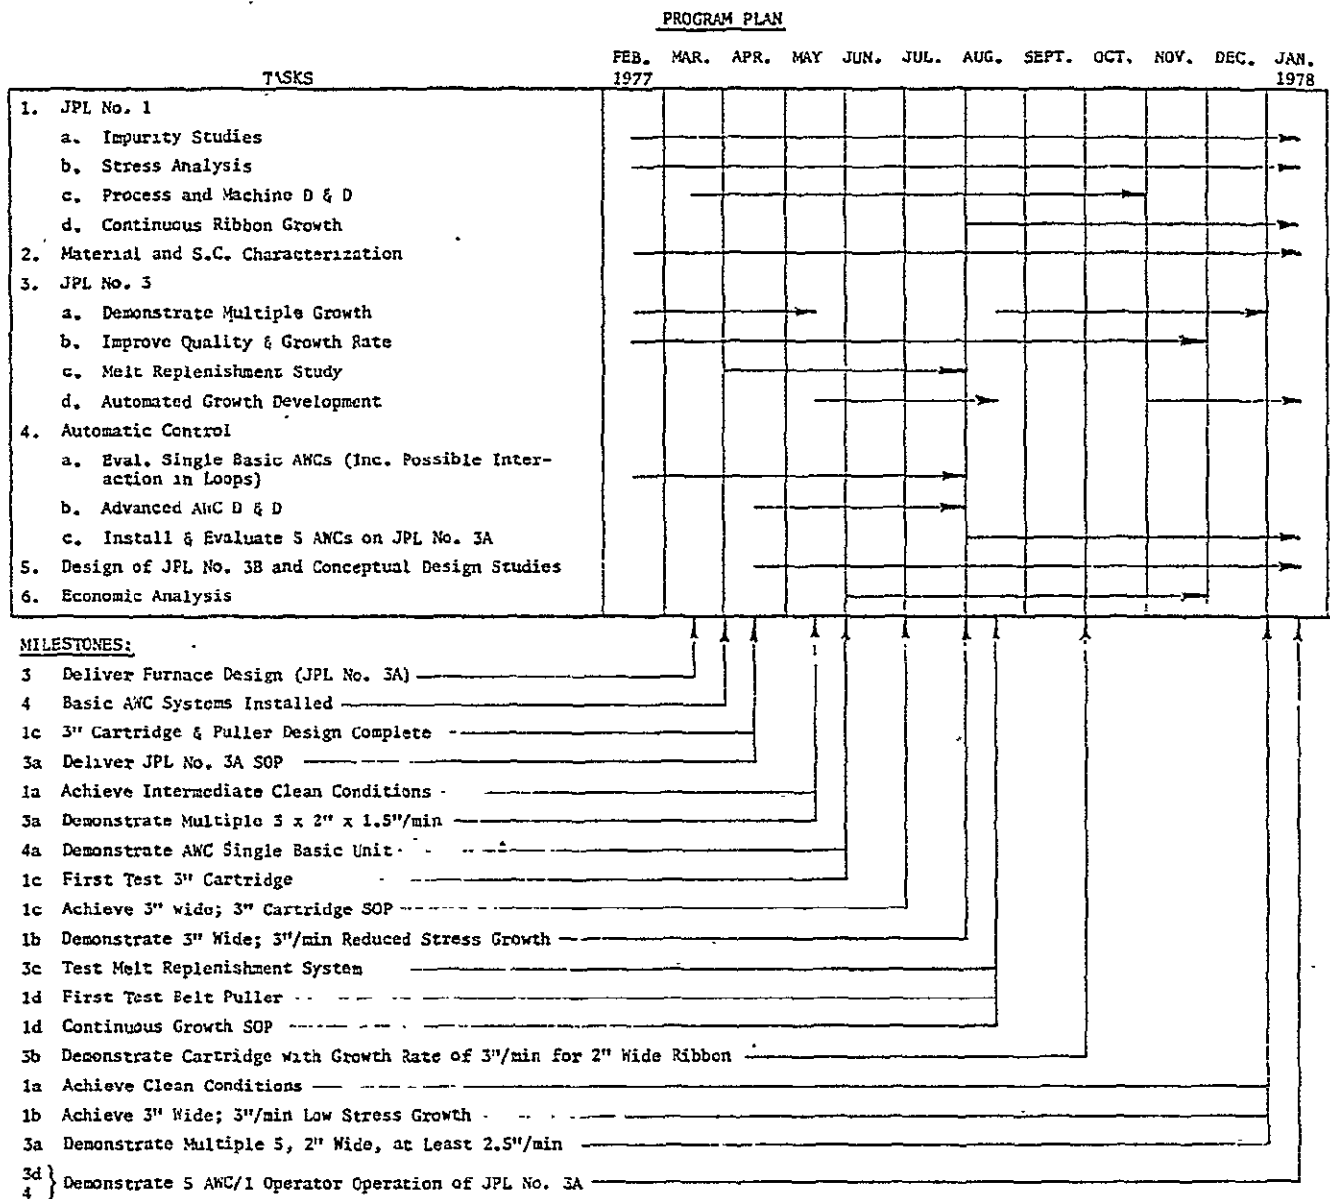 PROGRAM PLAN
FEB. MAR. APR. MAY JUN. JUL. AUG. SEPT. OCT. NOV. DEC. JAN.
TASKS 1977 1978
1. JPL No. 1
a. Impurity Studies
b. Stress Analysis
c. Process and Machine D & D
d. Continuous Ribbon Growth
2. Material and S.C. Characterization
3. JPL No. 3
a. Demonstrate Multiple Growth
b. Improve Quality & Growth Rate
c. Melt Replenishment Study
d. Automated Growth Development
4. Automatic Control
a. Eval. Single Basic AWCs (Inc. Possible Inter-
action in Loops)
b. Advanced AWC D & D
c. Install & Evaluate 5 AWCs on JPL No. 3A
5. Design of JPL No. 3B and Conceptual Design Studies
6. Economic Analysis
MILESTONES:
3 Deliver Furnace Design (JPL No. 3A)
4 Basic AWC Systems Installed
1c 3" Cartridge & Puller Design Complete
3a Deliver JPL No. 3A SOP
1a Achieve Intermediate Clean Conditions
3a Demonstrate Multiple 5 x 2" x 1.5"/min
4a Demonstrate AWC Single Basic Unit
1c First Test 3" Cartridge
1c Achieve 3" wide; 3" Cartridge SOP
1b Demonstrate 3" Wide; 3"/min Reduced Stress Growth
3c Test Melt Replenishment System
1d First Test Belt Puller
1d Continuous Growth SOP
3b Demonstrate Cartridge with Growth Rate of 3"/min for 2" Wide Ribbon
1a Achieve Clean Conditions
1b Achieve 3" Wide; 3"/min Low Stress Growth
3a Demonstrate Multiple 5, 2" Wide, at Least 2.5"/min
3d
4 } Demonstrate 5 AWC/1 Operator Operation of JPL No. 3A